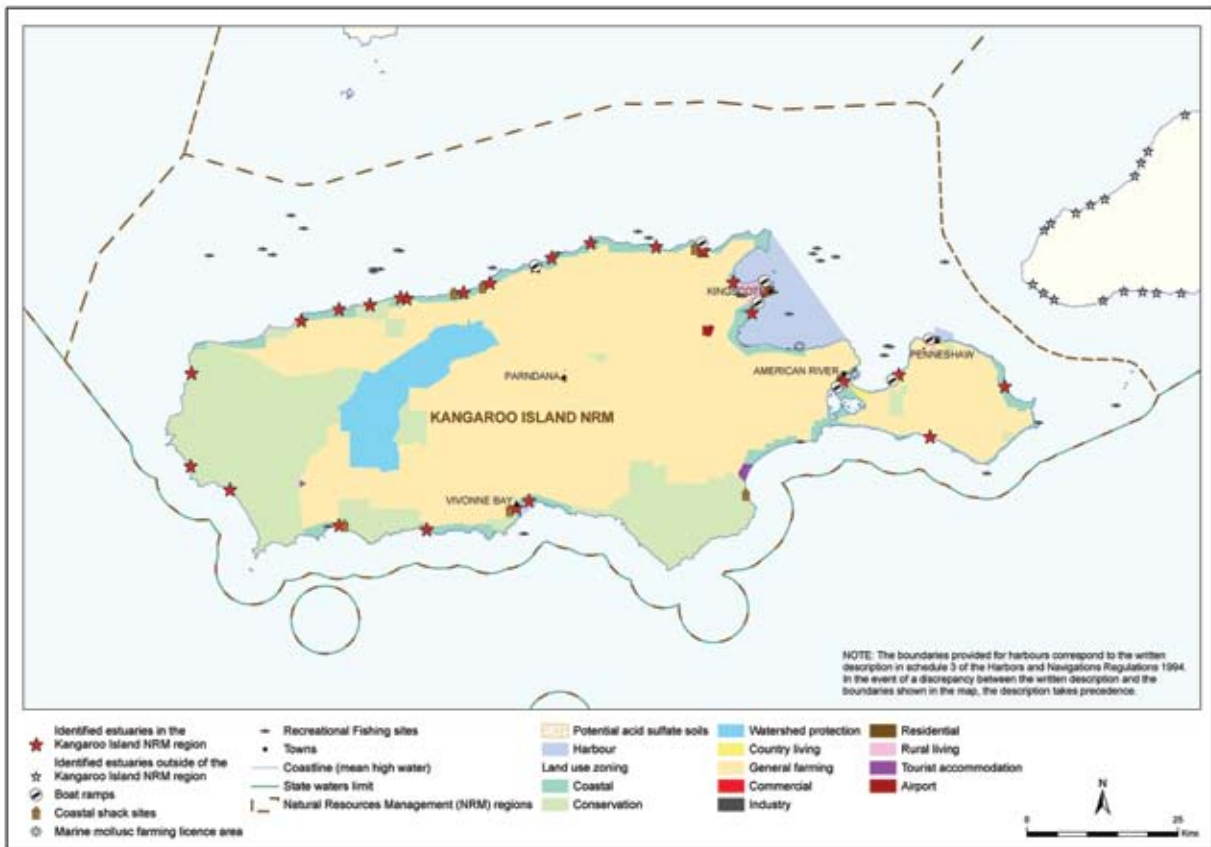 KINGSCOTE
PENNESHAW
AMERICAN RIVER
PARNDANA
KANGAROO ISLAND NRM
VIVONNE BAY
NOTE: The boundaries provided for harbours correspond to the written
description in schedule 3 of the Harbors and Navigations Regulations 1994.
In the event of a discrepancy between the written description and the
boundaries shown in the map, the description takes precedence.
Identified estuaries in the
Kangaroo Island NRM region
Identified estuaries outside of the
Kangaroo Island NRM region
Boat ramps
Coastal shack sites
Marine mollusc farming licence area
Recreational Fishing sites
Towns
Coastline (mean high water)
State waters limit
Natural Resources Management (NRM) regions
Potential acid sulfate soils
Harbour
Land use zoning
Coastal
Conservation
Watershed protection
Country living
General farming
Commercial
Industry
Residential
Rural living
Tourist accommodation
Airport
N
0 25
Kms